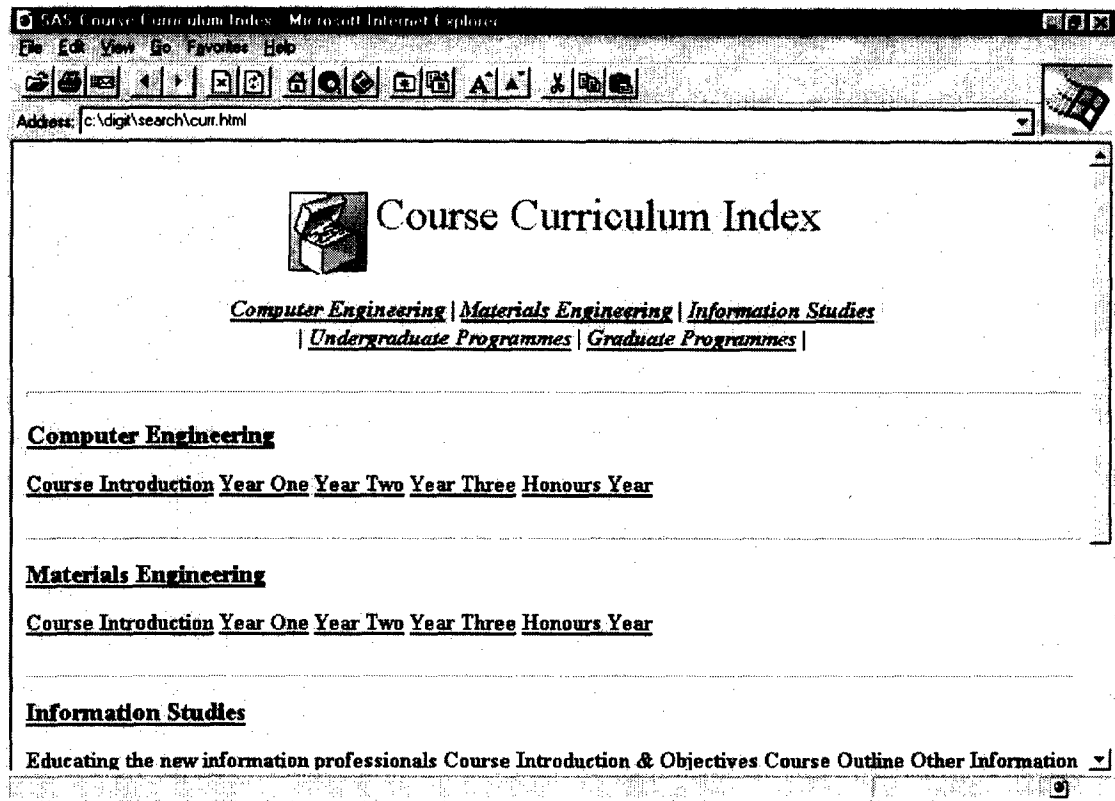 SAS Course Curriculum Index - Microsoft Internet Explorer
File Edit View Go Favorites Help
Address: c:\digit\search\curr.html
Course Curriculum Index
Computer Engineering | Materials Engineering | Information Studies
| Undergraduate Programmes | Graduate Programmes |
Computer Engineering
Course Introduction Year One Year Two Year Three Honours Year
Materials Engineering
Course Introduction Year One Year Two Year Three Honours Year
Information Studies
Educating the new information professionals Course Introduction & Objectives Course Outline Other Information